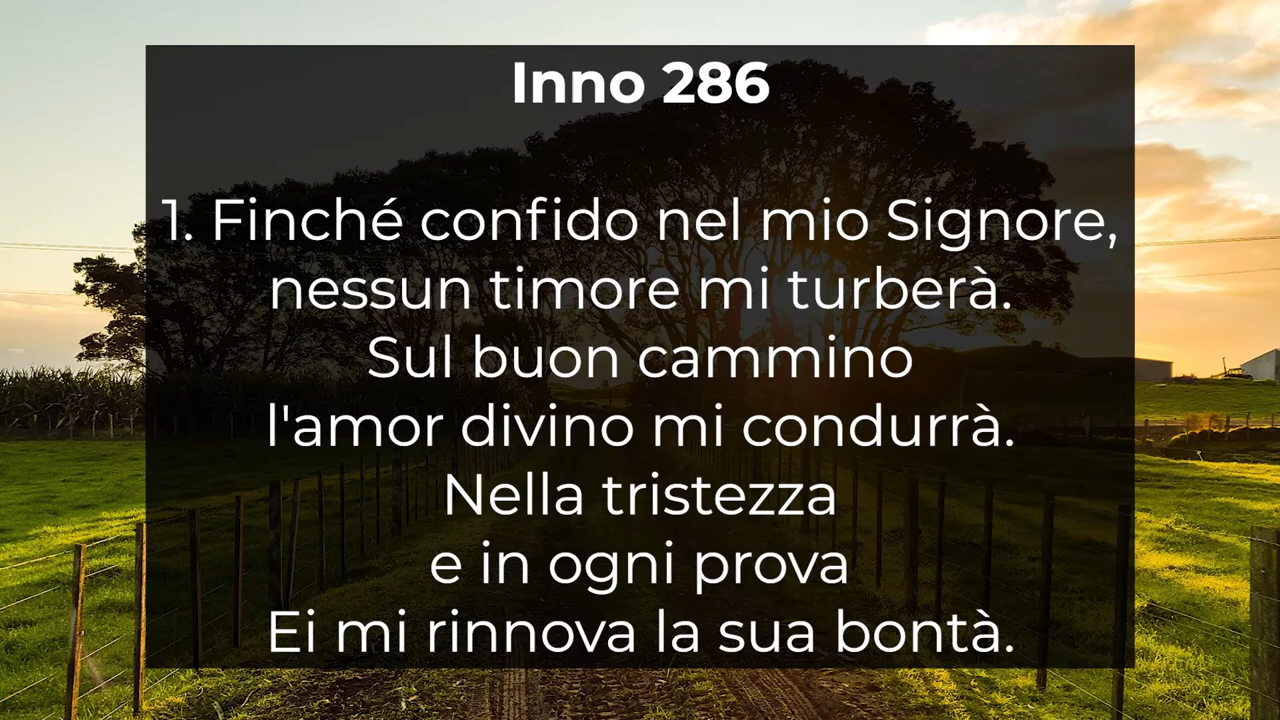 Inno 286
1. Finché confido nel mio Signore,
nessun timore mi turberà.
Sul buon cammino
l'amor divino mi condurrà.
Nella tristezza
e in ogni prova
Ei mi rinnova la sua bontà.